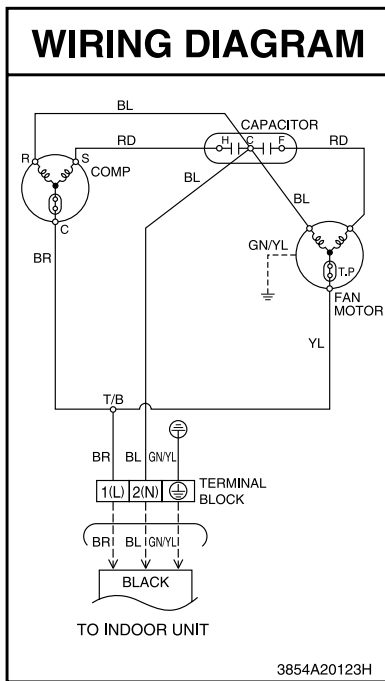 WIRING DIAGRAM
BL
CAPACITOR
RD
H C F
RD
R S
COMP
BL
BL
C
GN/YL
T.P
BR
FAN
MOTOR
YL
T/B
BR BL GN/YL
1(L) 2(N)
TERMINAL
BLOCK
BR BL GN/YL
BLACK
TO INDOOR UNIT
3854A20123H